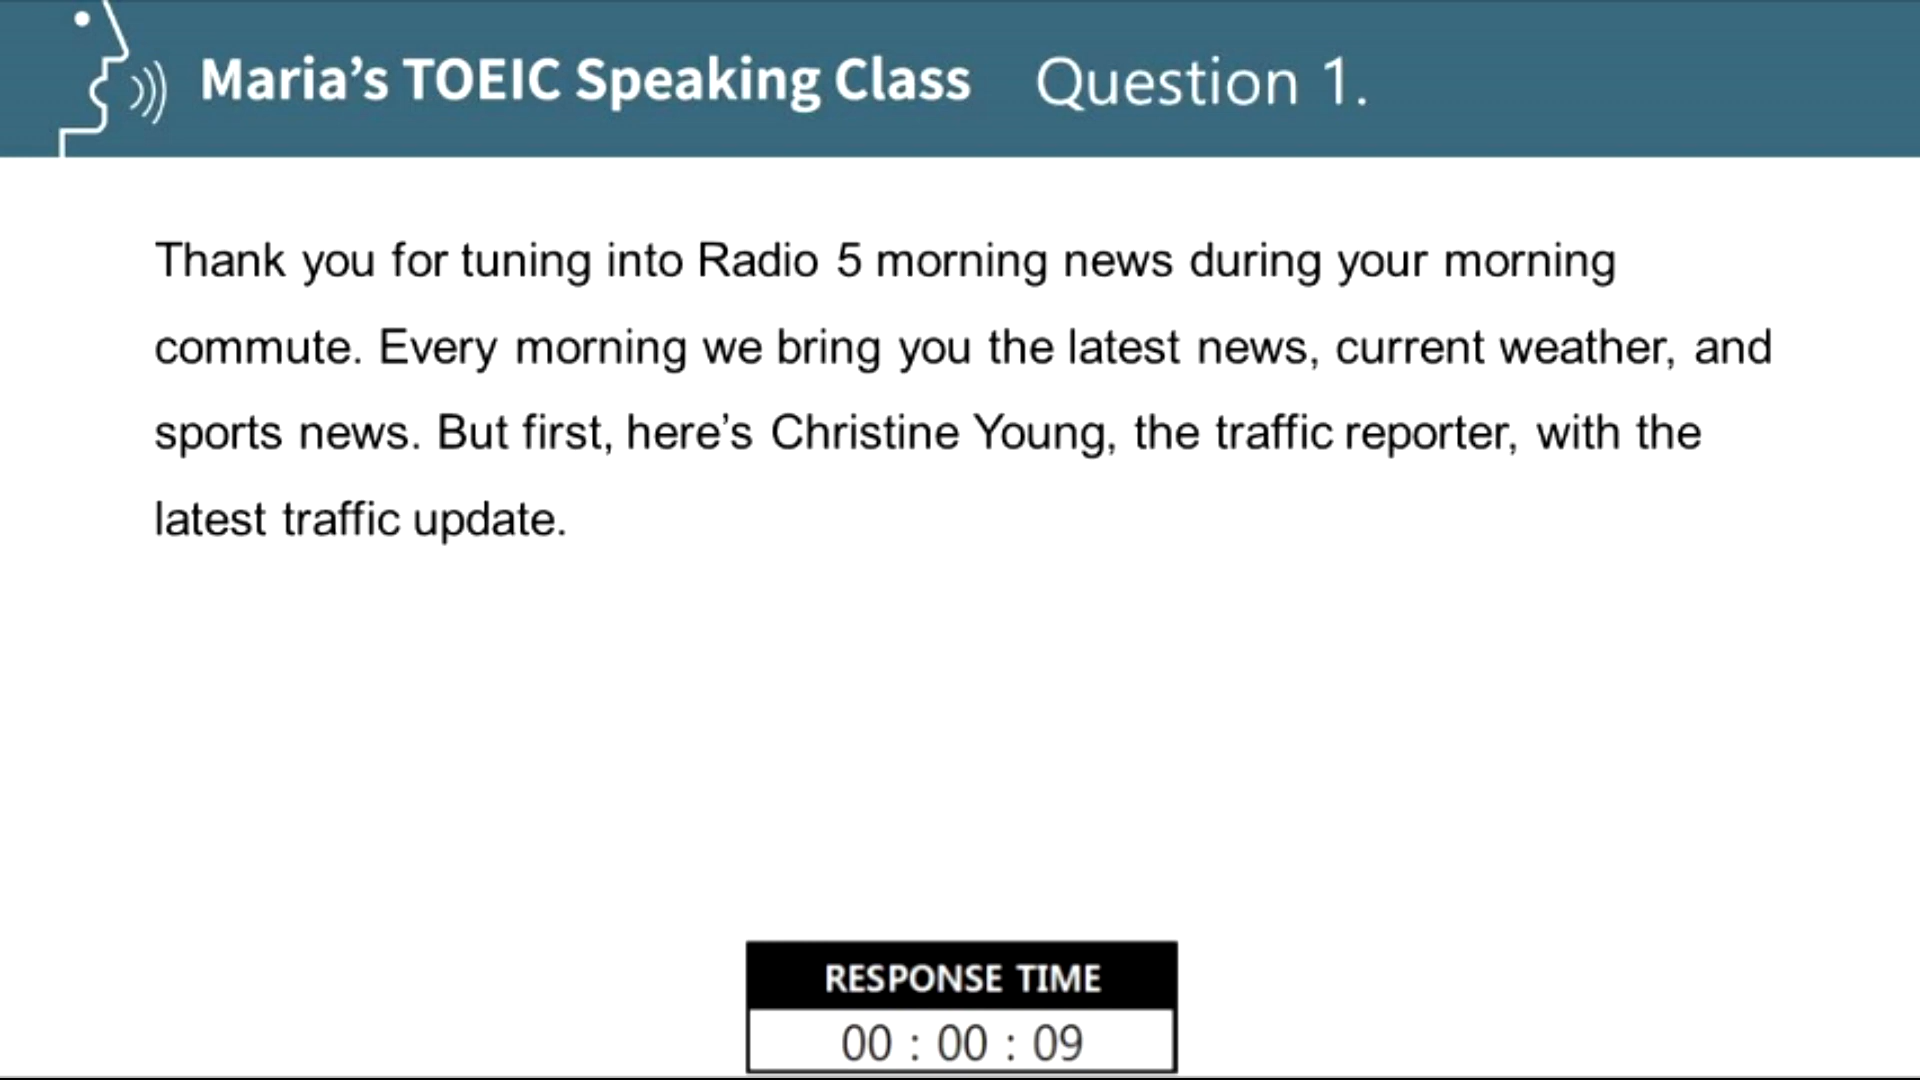 Maria’s TOEIC Speaking Class Question 1.
Thank you for tuning into Radio 5 morning news during your morning
commute. Every morning we bring you the latest news, current weather, and
sports news. But first, here’s Christine Young, the traffic reporter, with the
latest traffic update.
RESPONSE TIME
00 : 00 : 09